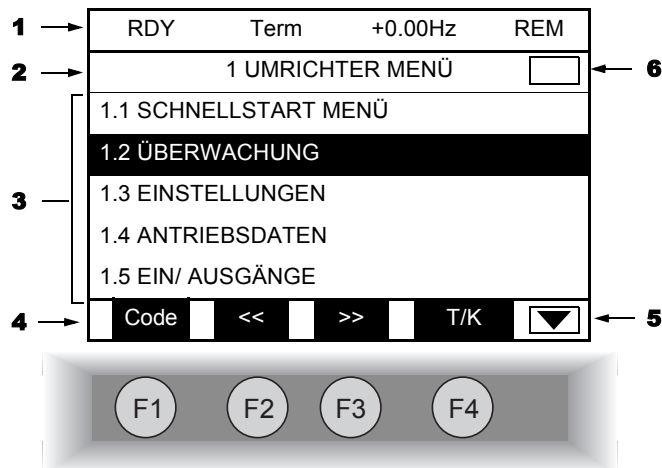 1 RDY Term +0.00Hz REM
2 1 UMRICHTER MENÜ 6
1.1 SCHNELLSTART MENÜ
1.2 ÜBERWACHUNG
3 1.3 EINSTELLUNGEN
1.4 ANTRIEBSDATEN
1.5 EIN/ AUSGÄNGE
4 Code << >> T/K 5
F1 F2 F3 F4